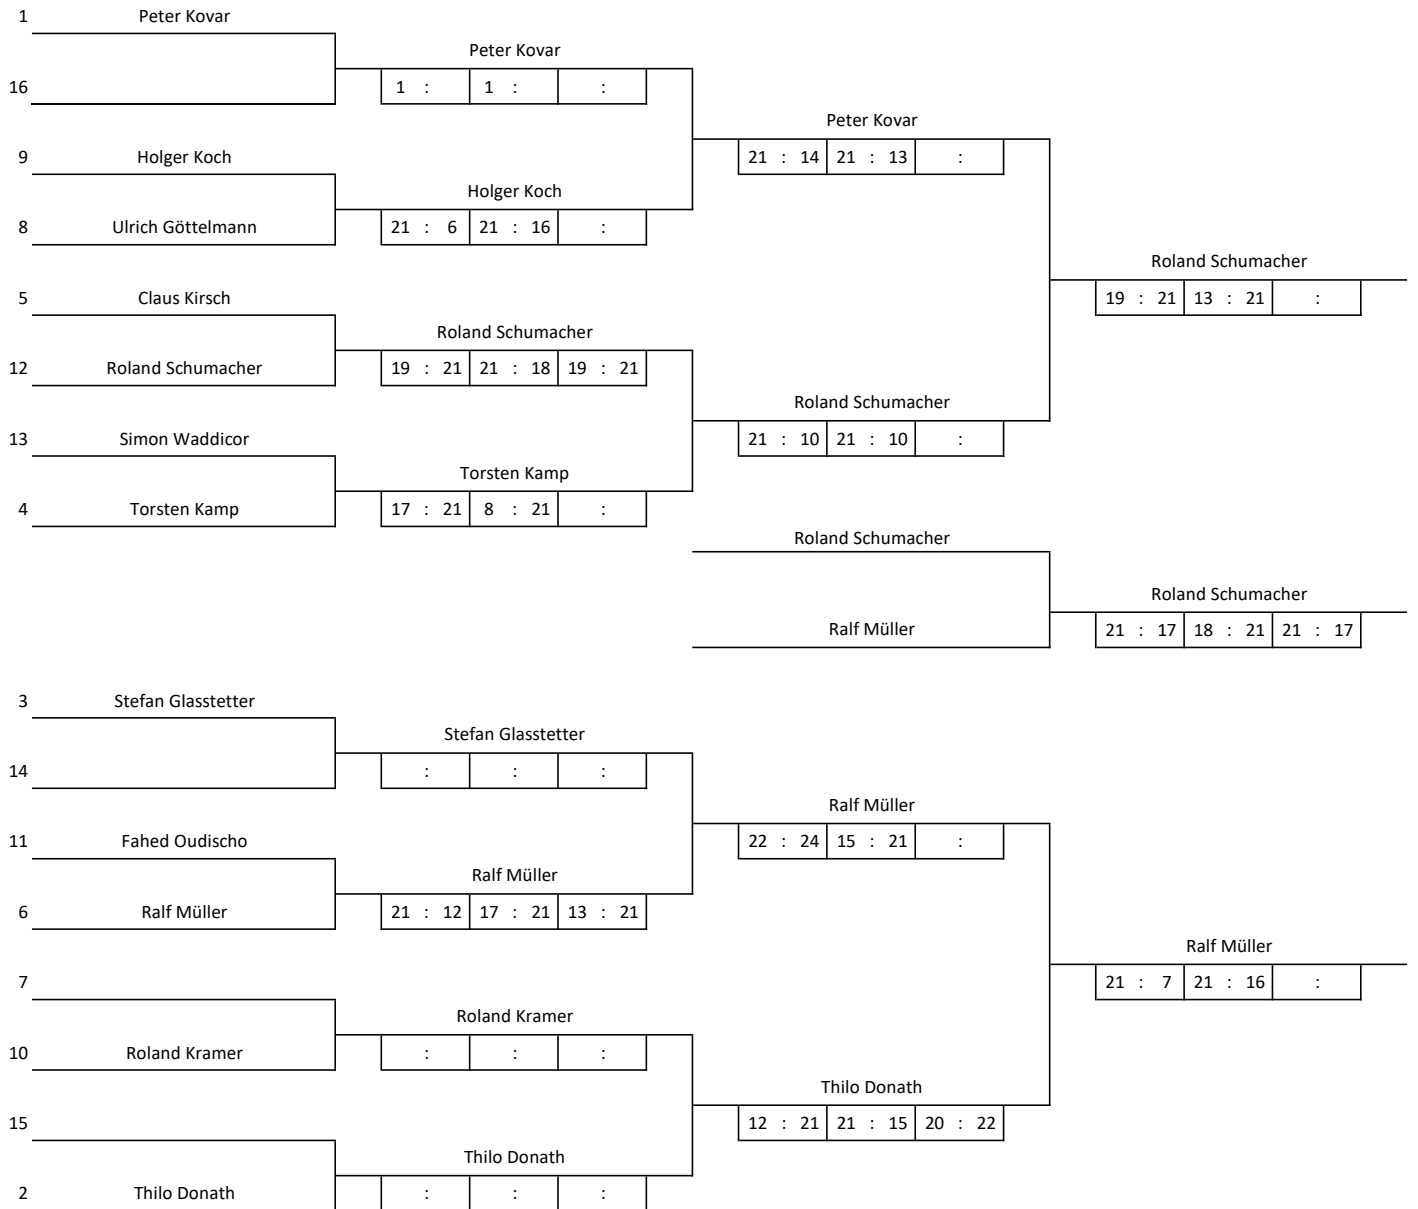 1 Peter Kovar
Peter Kovar
16 1 : 1 : :
Peter Kovar
9 Holger Koch 21 : 14 21 : 13 :
Holger Koch
8 Ulrich Göttelmann 21 : 6 21 : 16 :
Roland Schumacher
5 Claus Kirsch 19 : 21 13 : 21 :
Roland Schumacher
12 Roland Schumacher 19 : 21 21 : 18 19 : 21
Roland Schumacher
13 Simon Waddicor 21 : 10 21 : 10 :
Torsten Kamp
4 Torsten Kamp 17 : 21 8 : 21 :
Roland Schumacher
Roland Schumacher
Ralf Müller 21 : 17 18 : 21 21 : 17
3 Stefan Glasstetter
Stefan Glasstetter
14 : : :
Ralf Müller
11 Fahed Oudischo 22 : 24 15 : 21 :
Ralf Müller
6 Ralf Müller 21 : 12 17 : 21 13 : 21
Ralf Müller
7 21 : 7 21 : 16 :
Roland Kramer
10 Roland Kramer : : :
Thilo Donath
15 12 : 21 21 : 15 20 : 22
Thilo Donath
2 Thilo Donath : : :